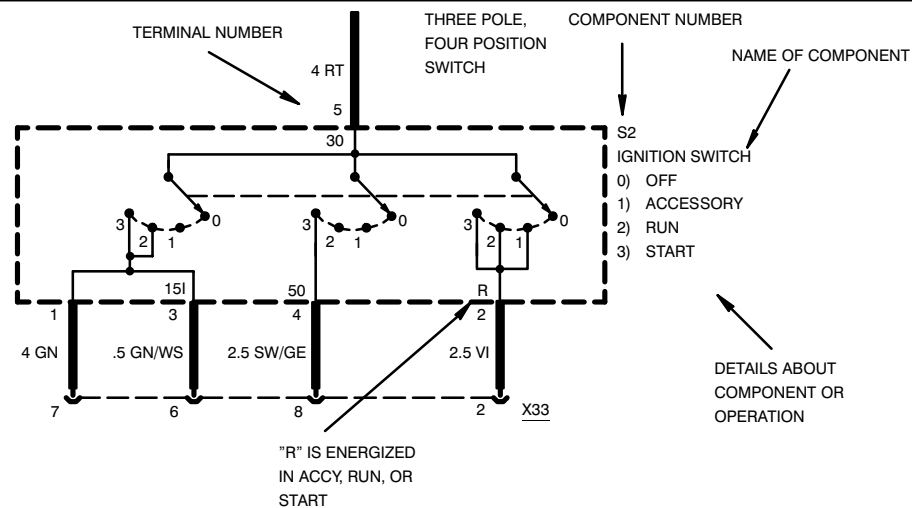 TERMINAL NUMBER
THREE POLE,
FOUR POSITION
SWITCH
COMPONENT NUMBER
NAME OF COMPONENT
4 RT
5
30
S2
IGNITION SWITCH
0) OFF
1) ACCESSORY
2) RUN
3) START
3 2 1 0
3 2 1 0
3 2 1 0
15I 50 R
1 3 4 2
4 GN .5 GN/WS 2.5 SW/GE 2.5 VI
7 6 8 2 X33
DETAILS ABOUT
COMPONENT OR
OPERATION
"R" IS ENERGIZED
IN ACCY, RUN, OR
START